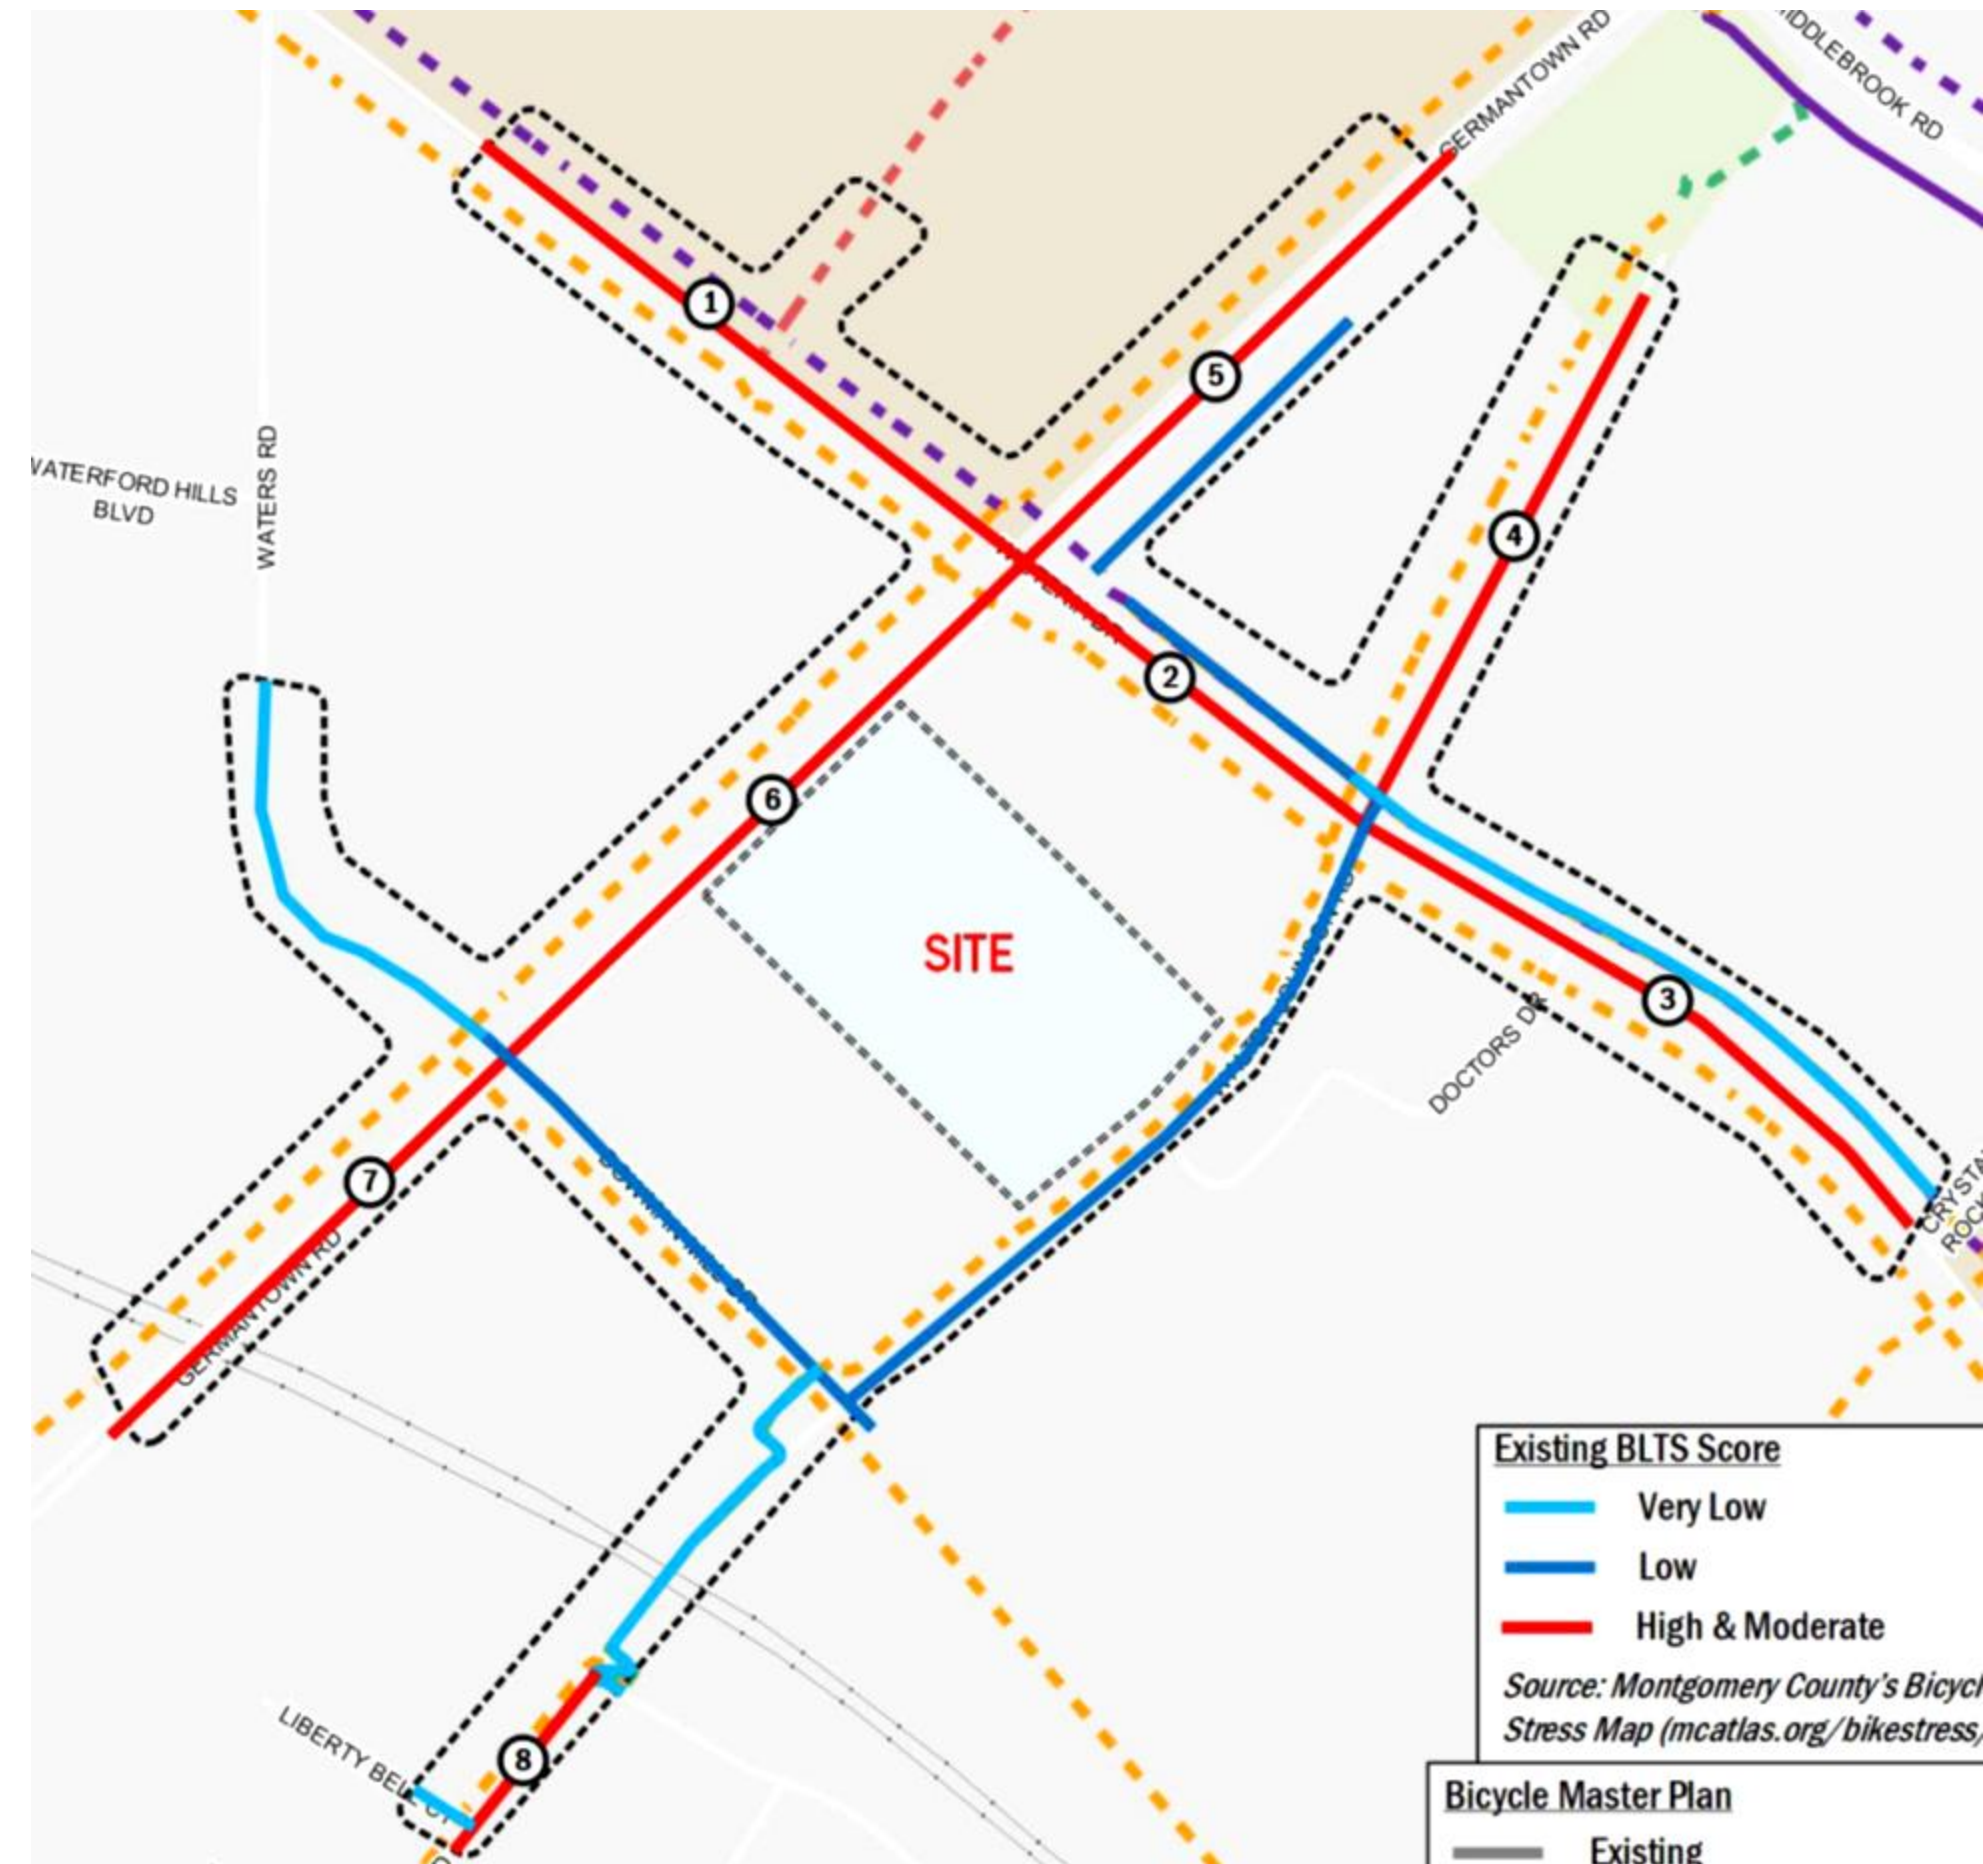 GERMANTOWN RD
MIDDLEBROOK RD
1
5
WATERFORD HILLS
BLVD
WATERS RD
4
2
6
SITE
3
DOCTORS DR
7
GERMANTOWN RD
8
LIBERTY BELL CT
Existing BLTS Score
Very Low
Low
High & Moderate
Source: Montgomery County's Bicycl
Stress Map (mcatlas.org/bikestress/
Bicycle Master Plan
Existing